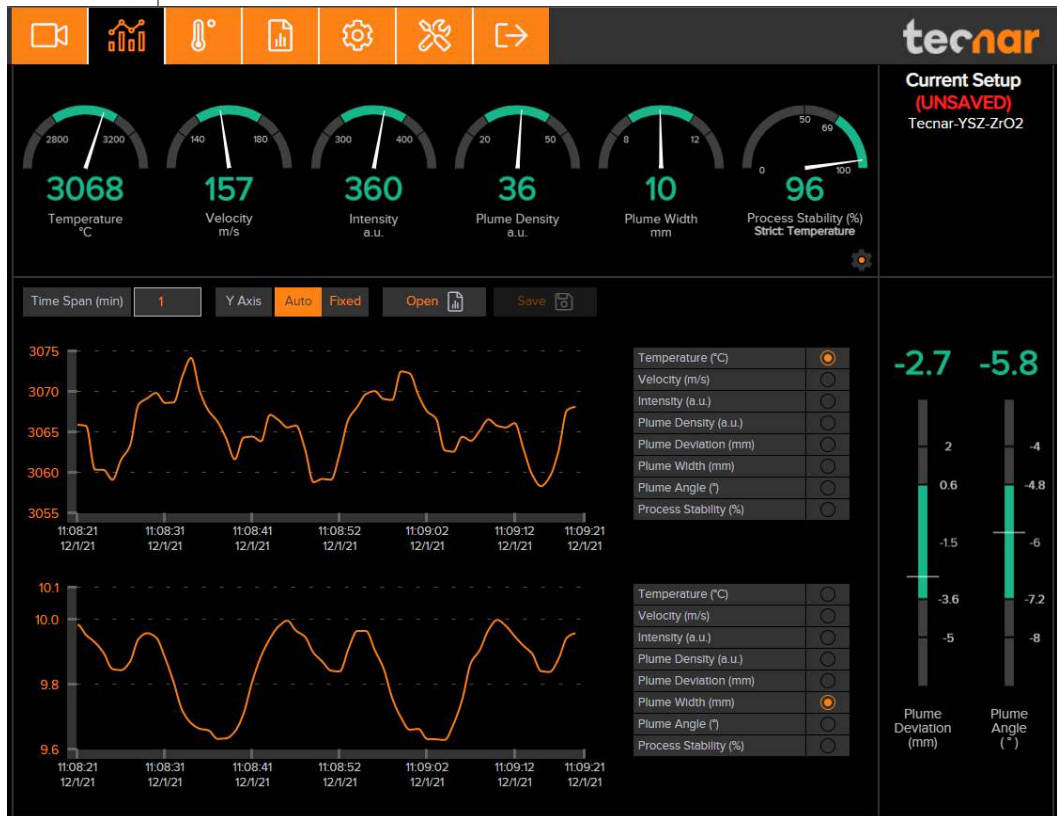 tecnar
Current Setup
(UNSAVED)
Tecnar-YSZ-ZrO2
2800 3200
3068
Temperature
°C
140 180
157
Velocity
m/s
300 400
360
Intensity
a.u.
20 50
36
Plume Density
a.u.
8 12
10
Plume Width
mm
0 50 69 100
96
Process Stability (%)
Strict: Temperature
Time Span (min) 1 Y Axis Auto Fixed Open Save
3075
3070
3065
3060
3055
11:08:21 11:08:31 11:08:41 11:08:52 11:09:02 11:09:12 11:09:21
12/1/21 12/1/21 12/1/21 12/1/21 12/1/21 12/1/21 12/1/21
Temperature (°C)
Velocity (m/s)
Intensity (a.u.)
Plume Density (a.u.)
Plume Deviation (mm)
Plume Width (mm)
Plume Angle (°)
Process Stability (%)
10.1
10.0
9.8
9.6
11:08:21 11:08:31 11:08:41 11:08:52 11:09:02 11:09:12 11:09:21
12/1/21 12/1/21 12/1/21 12/1/21 12/1/21 12/1/21 12/1/21
Temperature (°C)
Velocity (m/s)
Intensity (a.u.)
Plume Density (a.u.)
Plume Deviation (mm)
Plume Width (mm)
Plume Angle (°)
Process Stability (%)
-2.7
2
0.6
-1.5
-3.6
-5
Plume
Deviation
(mm)
-5.8
-4
-4.8
-6
-7.2
-8
Plume
Angle
(°)